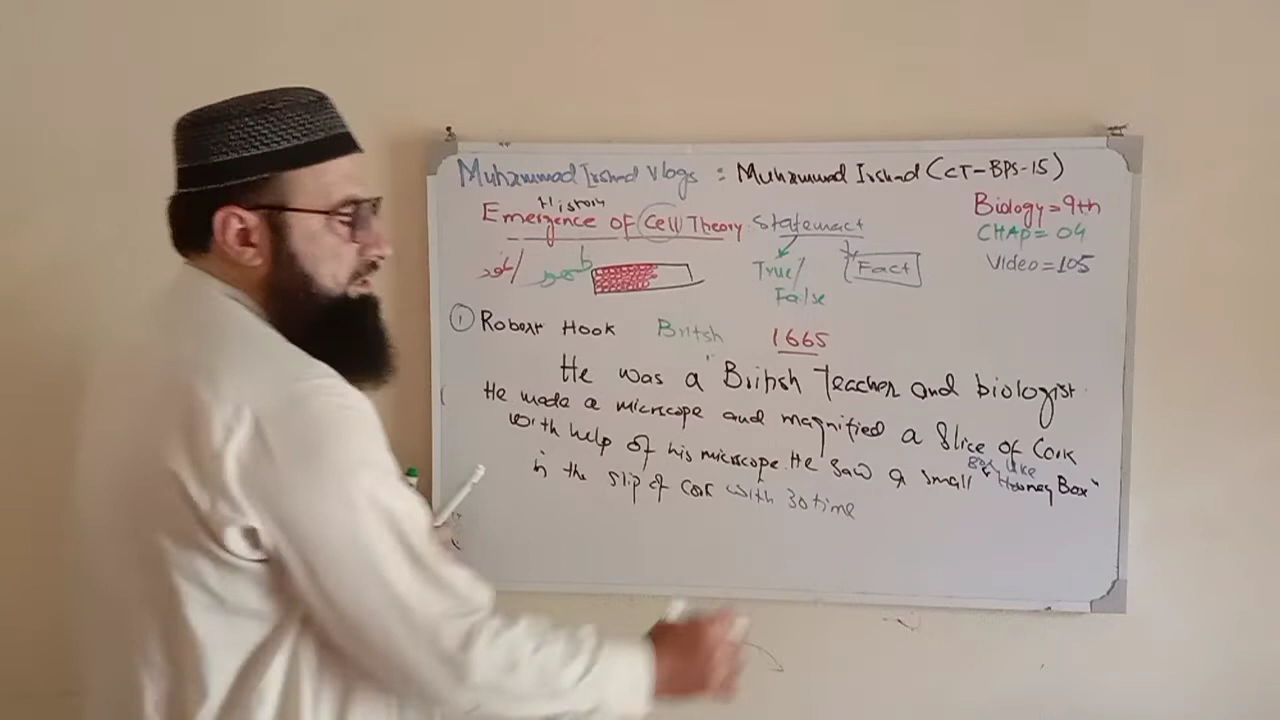 Muhammad Irshad Vlogs : Muhammad Irshad (CT-BPS-15)
History
Emergence of Cell Theory Statemact
Biology=9th
CHAP= 04
Video=105
True/
False
Fact
① Robert Hook Britsh 1665
He was a British Teacher and biologist.
He made a microscope and magnified a Slice of Cork
with help of his microscope. He saw a small "Honey Box"
Box Like
in the slip of Cork with 30 time